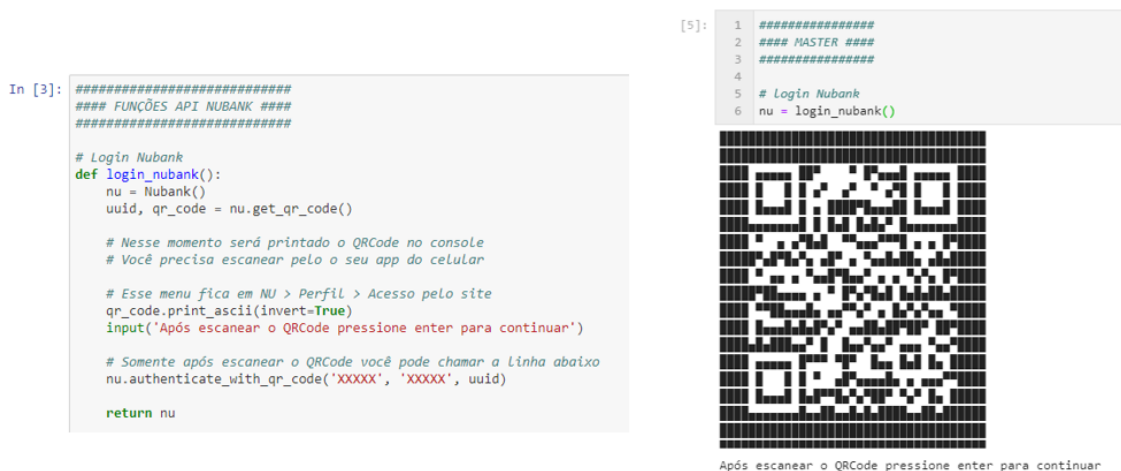 In [3]:
############################
#### FUNÇÕES API NUBANK ####
############################
# Login Nubank
def login_nubank():
    nu = Nubank()
    uuid, qr_code = nu.get_qr_code()
    # Nesse momento será printado o QRCode no console
    # Você precisa escanear pelo o seu app do celular
    # Esse menu fica em NU > Perfil > Acesso pelo site
    qr_code.print_ascii(invert=True)
    input('Após escanear o QRCode pressione enter para continuar')
    # Somente após escanear o QRCode você pode chamar a linha abaixo
    nu.authenticate_with_qr_code('XXXXX', 'XXXXX', uuid)
    return nu
[5]:
1 ###############
2 #### MASTER ####
3 ###############
4
5 # Login Nubank
6 nu = login_nubank()
Após escanear o QRCode pressione enter para continuar